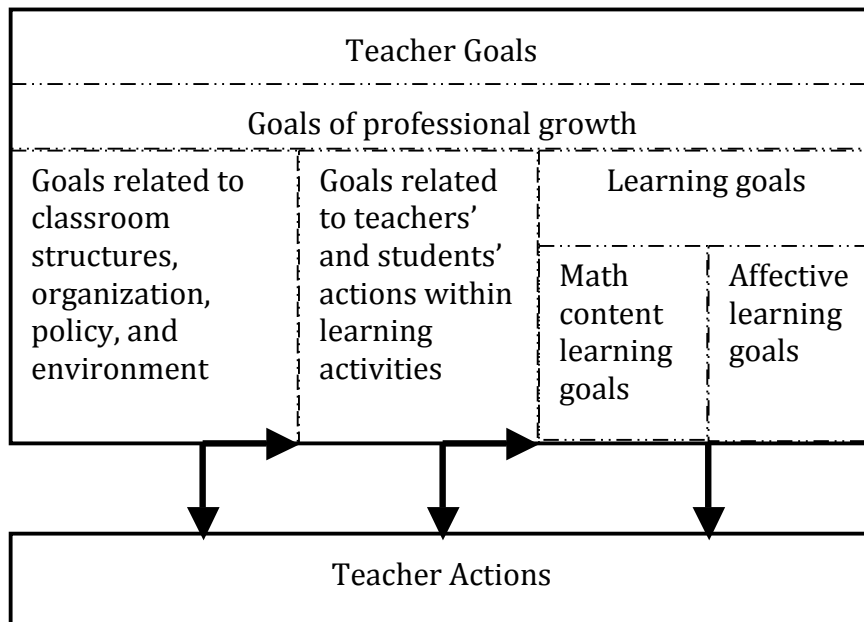 Teacher Goals
Goals of professional growth
Goals related to
classroom
structures,
organization,
policy, and
environment
Goals related
to teachers’
and students’
actions within
learning
activities
Learning goals
Math
content
learning
goals
Affective
learning
goals
Teacher Actions